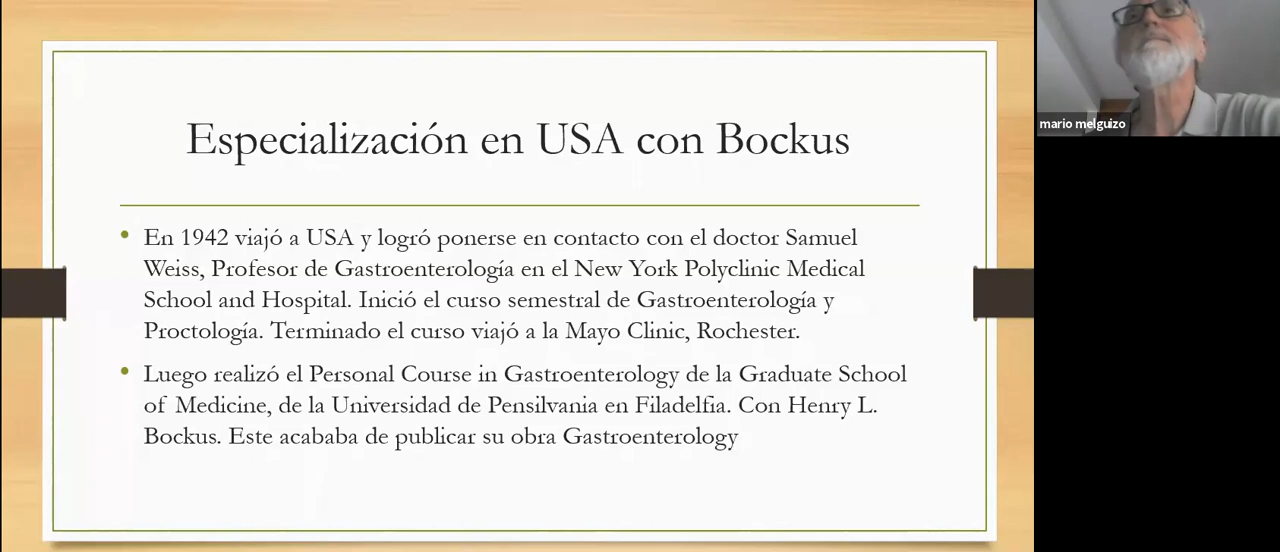 Especialización en USA con Bockus
• En 1942 viajó a USA y logró ponerse en contacto con el doctor Samuel
Weiss, Profesor de Gastroenterología en el New York Polyclinic Medical
School and Hospital. Inició el curso semestral de Gastroenterología y
Proctología. Terminado el curso viajó a la Mayo Clinic, Rochester.
• Luego realizó el Personal Course in Gastroenterology de la Graduate School
of Medicine, de la Universidad de Pensilvania en Filadelfia. Con Henry L.
Bockus. Este acababa de publicar su obra Gastroenterology
mario melguizo